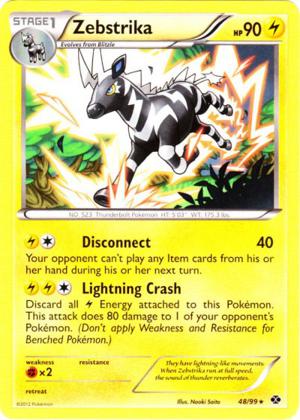 STAGE1 Zebstrika HP90
Evolves from Blitzle
NO. 523 Thunderbolt Pokémon HT: 5'03" WT: 175.3 lbs.
Disconnect 40
Your opponent can't play any Item cards from his or
her hand during his or her next turn.
Lightning Crash
Discard all Energy attached to this Pokémon.
This attack does 80 damage to 1 of your opponent's
Pokémon. (Don't apply Weakness and Resistance for
Benched Pokémon.)
weakness resistance
×2
retreat
They have lightning-like movements.
When Zebstrika run at full speed,
the sound of thunder reverberates.
©2012 Pokémon Illus. Naoki Saito 48/99